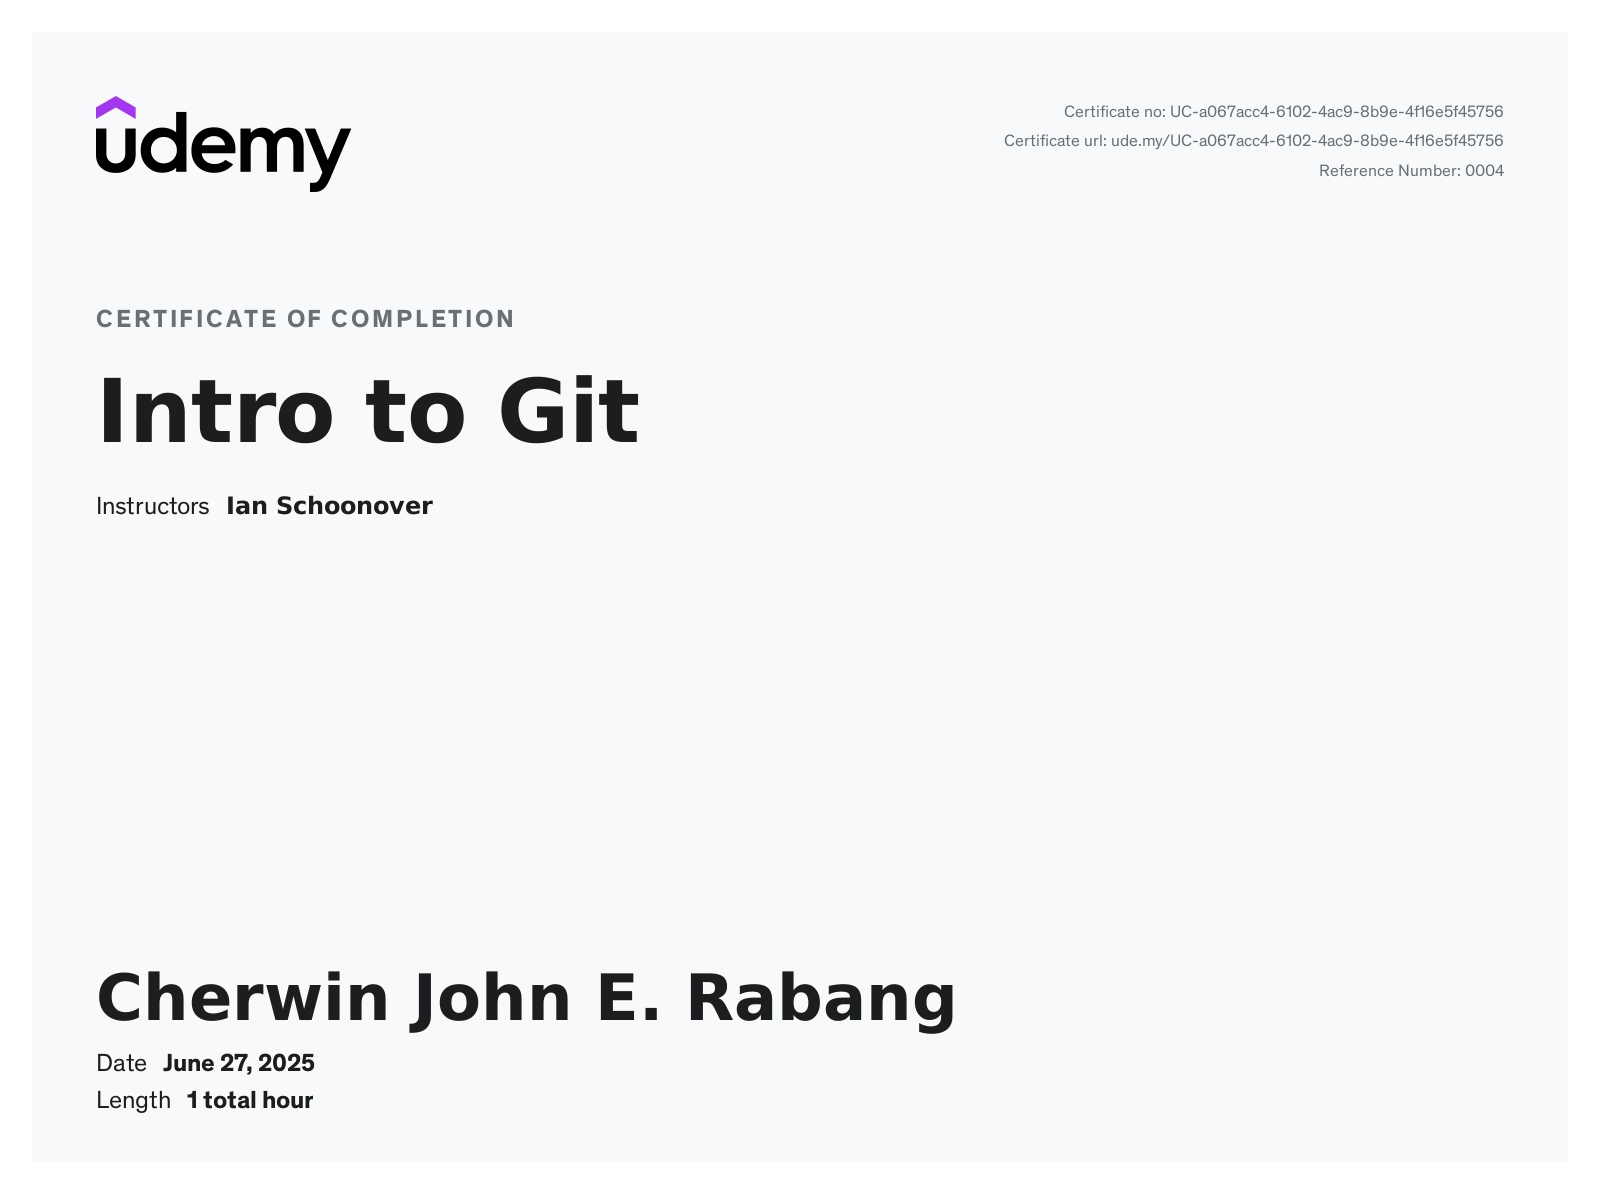 udemy
Certificate no: UC-a067acc4-6102-4ac9-8b9e-4f16e5f45756
Certificate url: ude.my/UC-a067acc4-6102-4ac9-8b9e-4f16e5f45756
Reference Number: 0004
CERTIFICATE OF COMPLETION
Intro to Git
Instructors Ian Schoonover
Cherwin John E. Rabang
Date June 27, 2025
Length 1 total hour